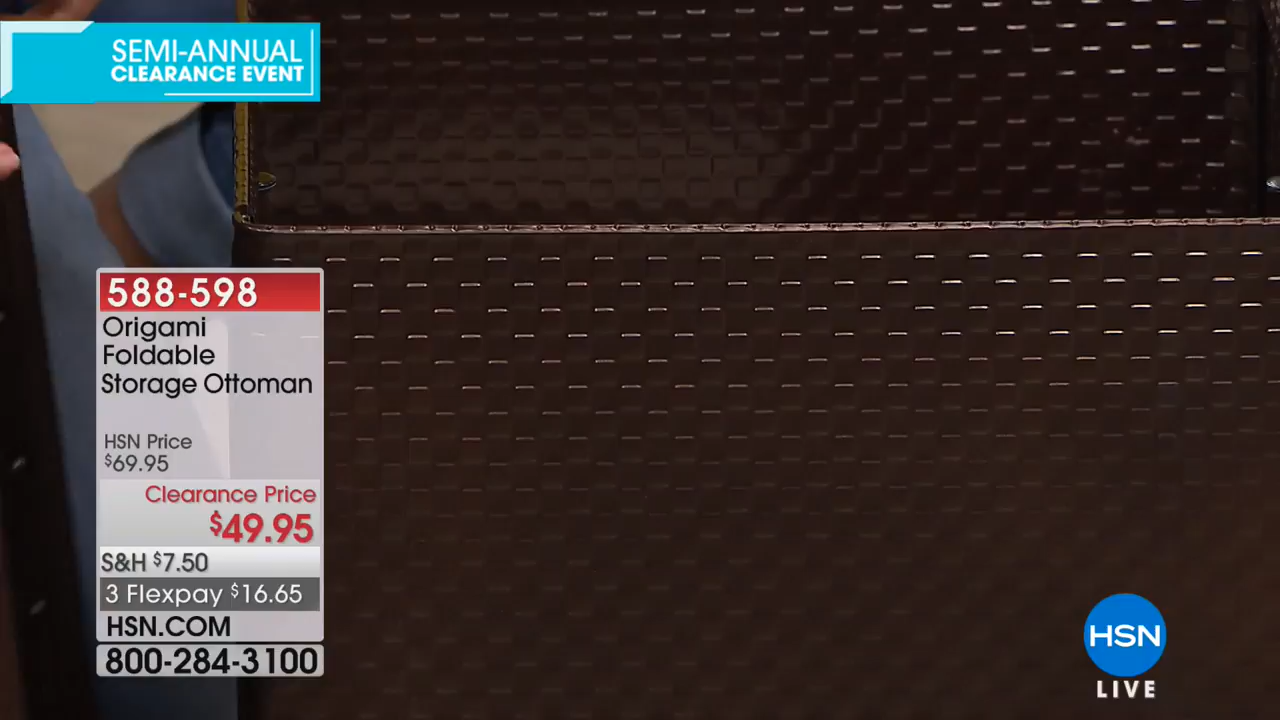 SEMI-ANNUAL
CLEARANCE EVENT
588-598
Origami
Foldable
Storage Ottoman
HSN Price
$69.95
Clearance Price
$49.95
S&H $7.50
3 Flexpay $16.65
HSN.COM
800-284-3100
HSN
LIVE